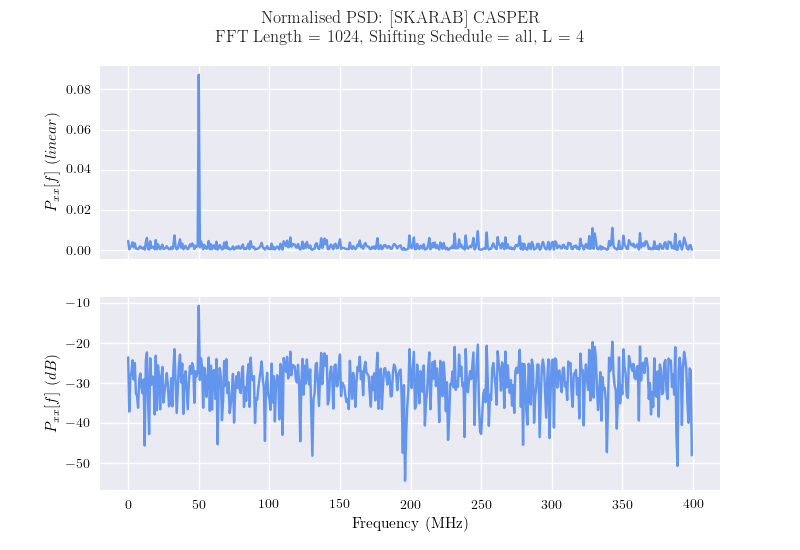 Normalised PSD: [SKARAB] CASPER
FFT Length = 1024, Shifting Schedule = all, L = 4
0.08
0.06
0.04
0.02
0.00
P_xx[f] (linear)
−10
−20
−30
−40
−50
P_xx[f] (dB)
0 50 100 150 200 250 300 350 400
Frequency (MHz)